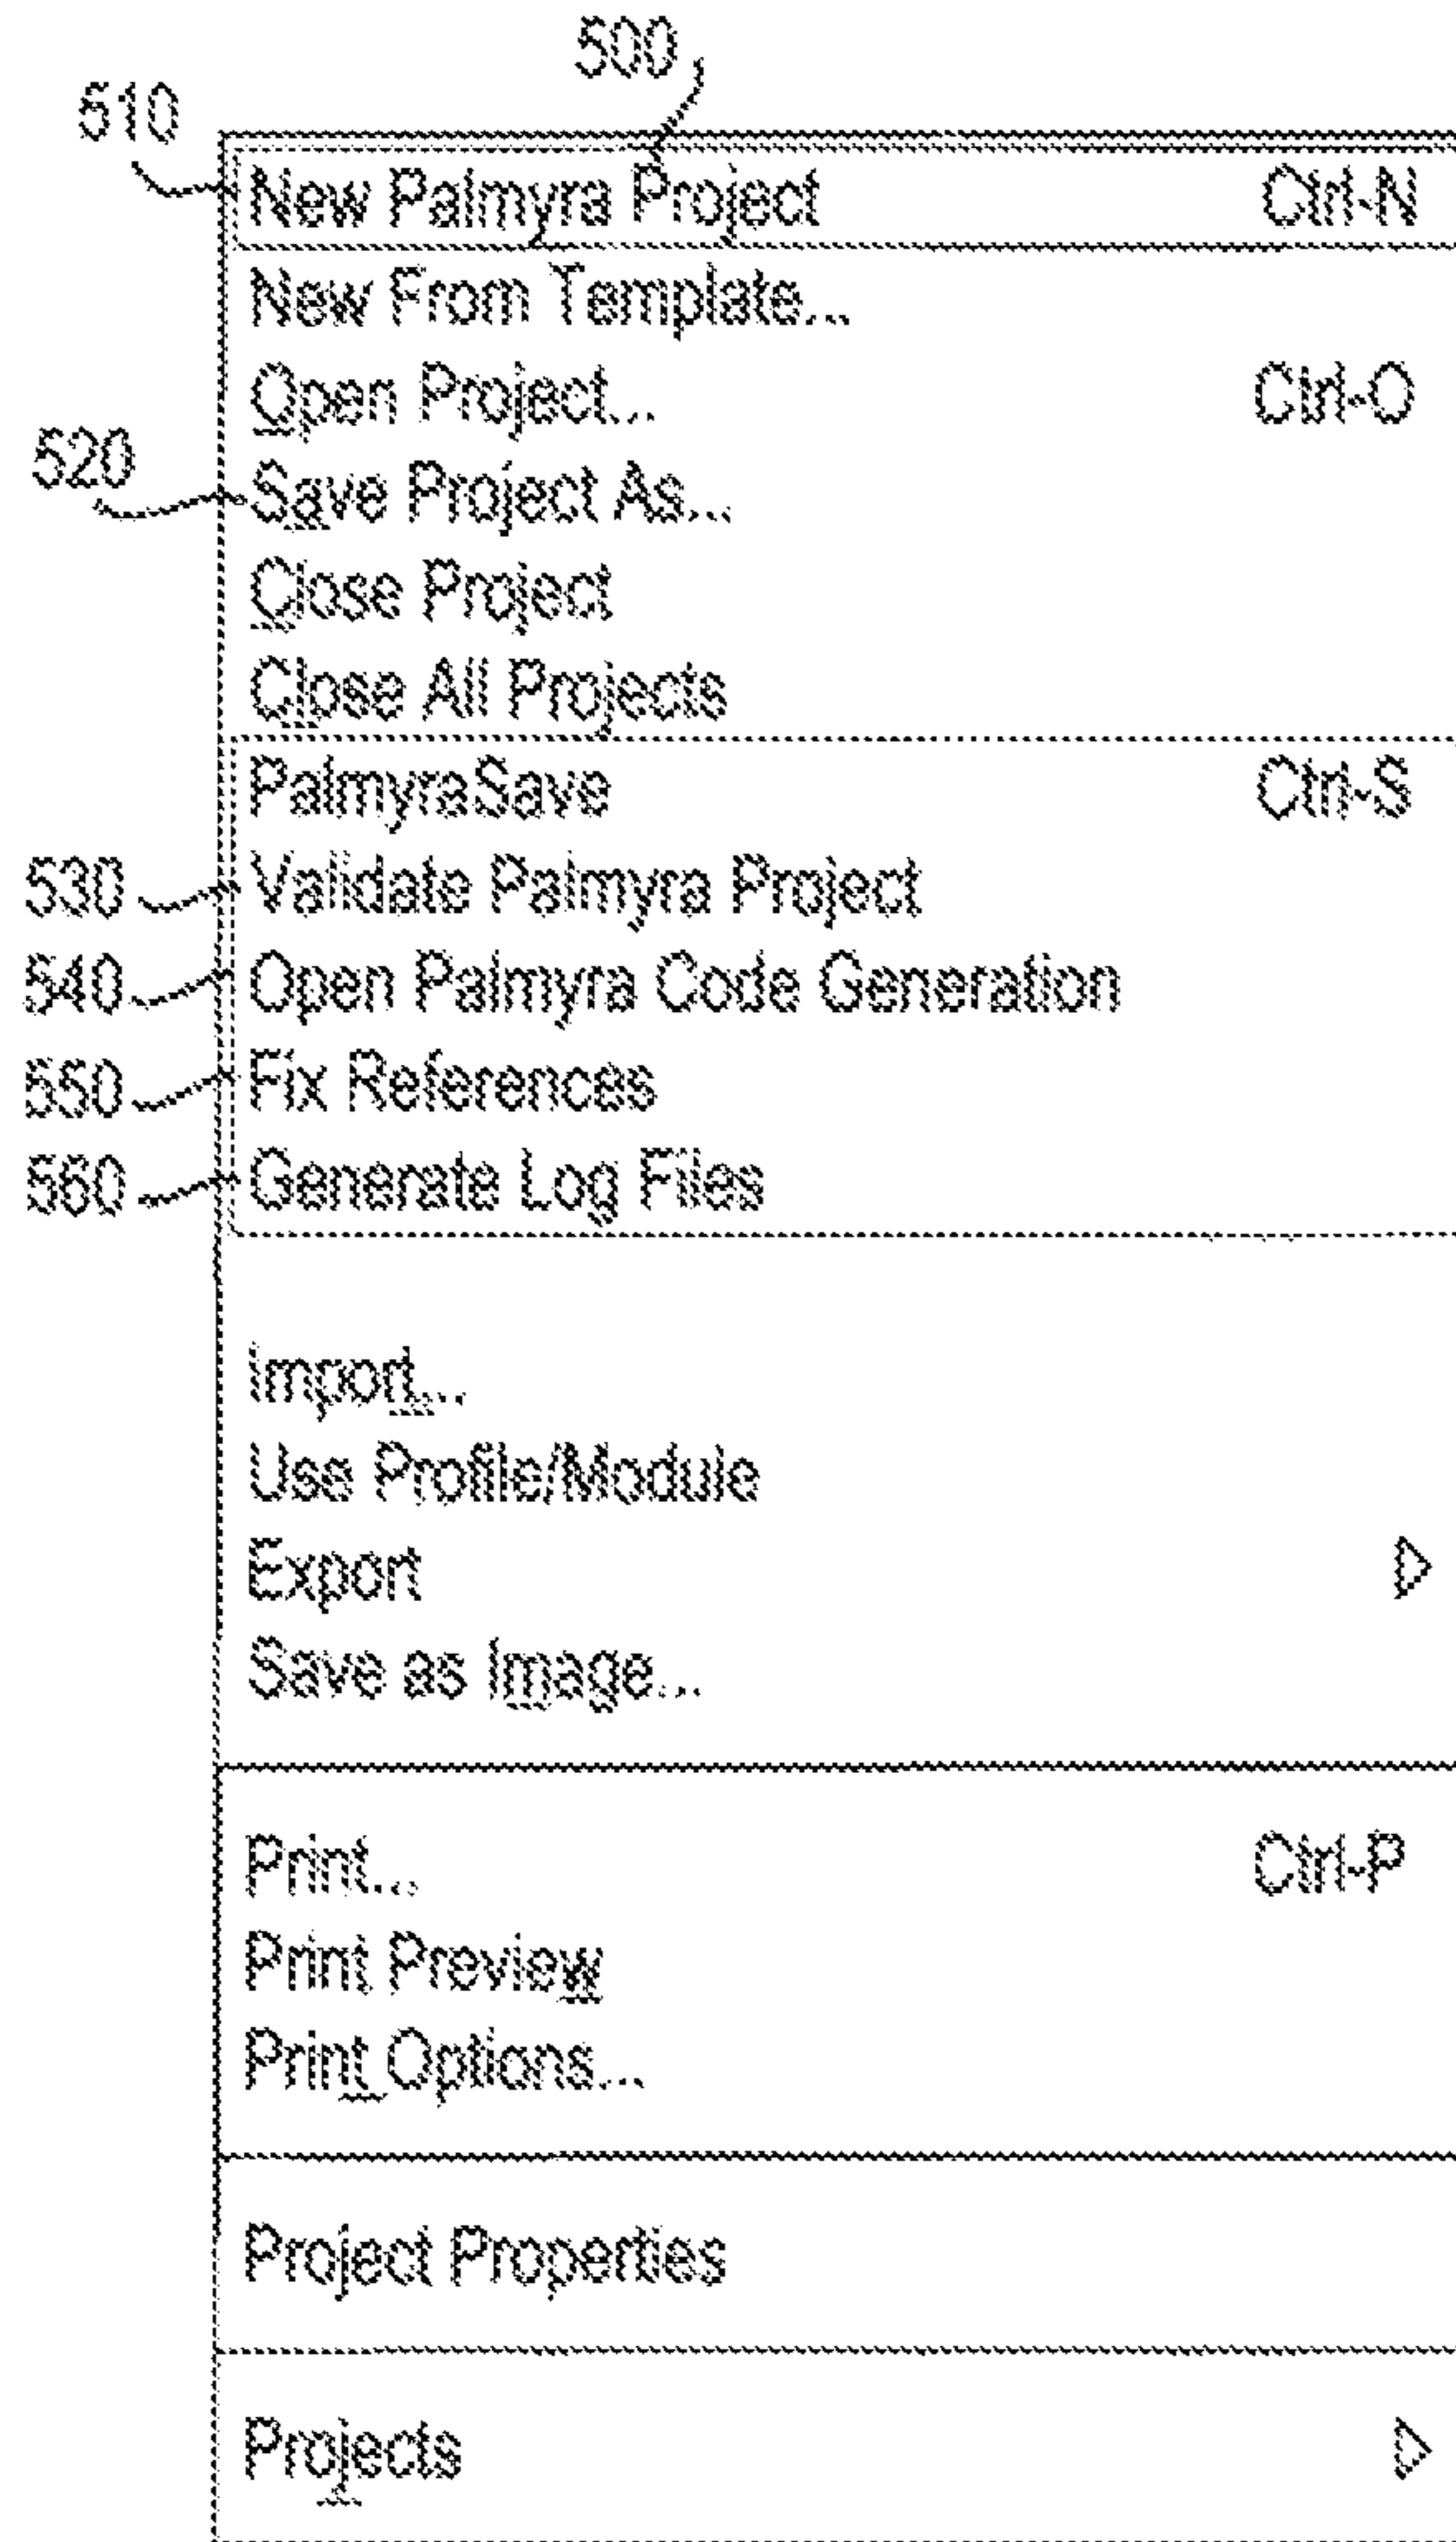 500
510
New Palmyra Project Ctrl-N
New From Template...
Open Project... Ctrl-O
520
Save Project As...
Close Project
Close All Projects
PalmyraSave Ctrl-S
530 Validate Palmyra Project
540 Open Palmyra Code Generation
550 Fix References
560 Generate Log Files
Import...
Use Profile/Module
Export
Save as Image...
Print... Ctrl-P
Print Preview
Print Options...
Project Properties
Projects